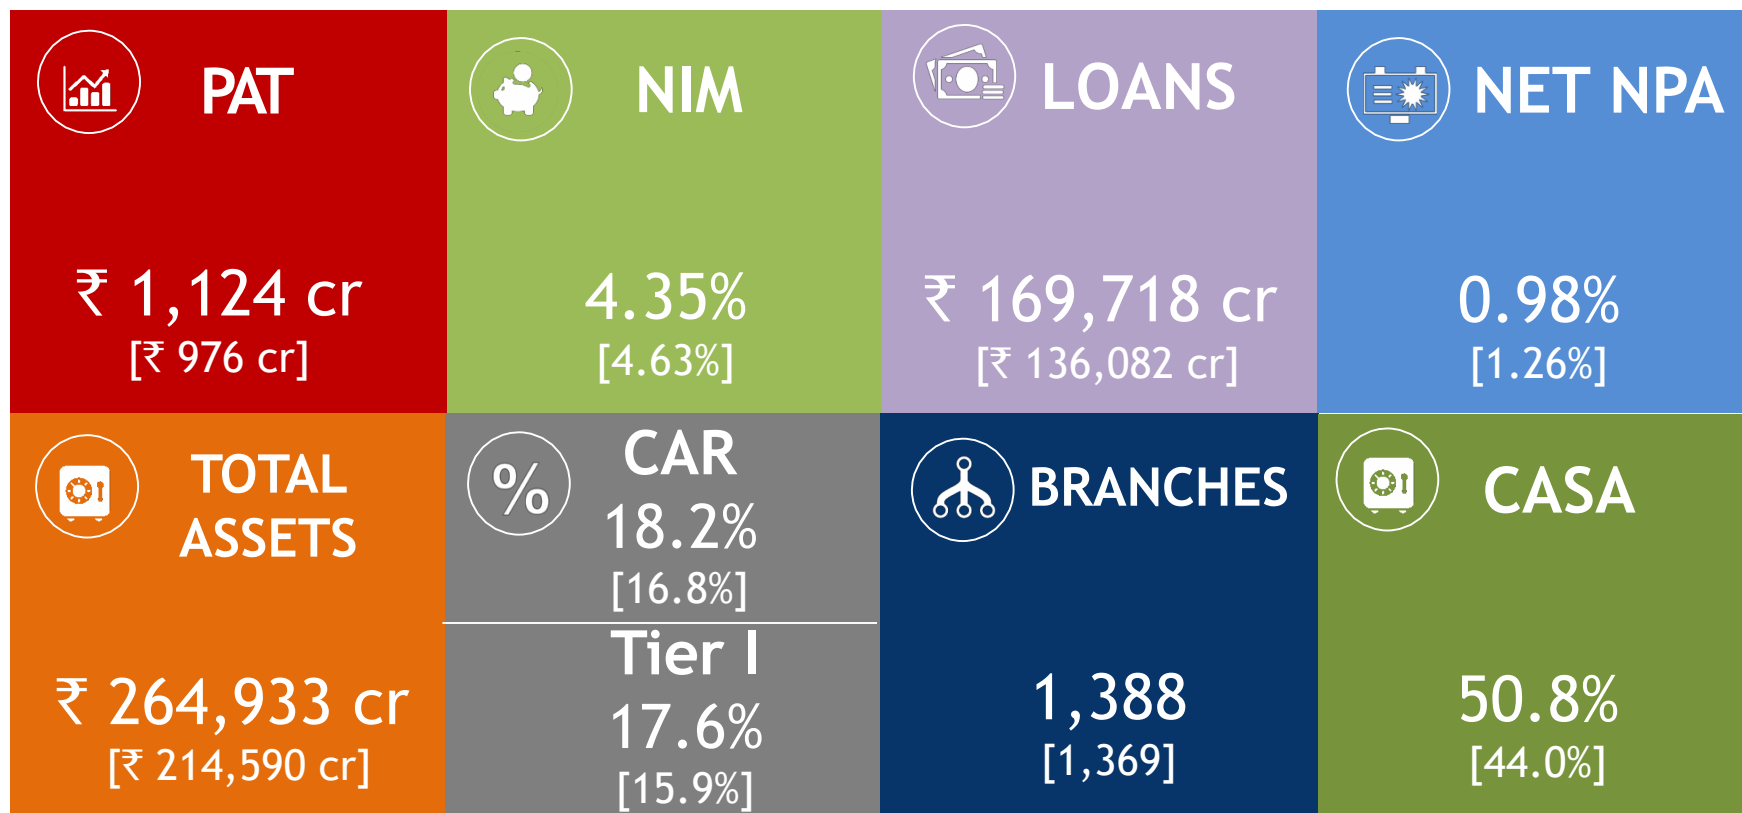 PAT
₹ 1,124 cr
[₹ 976 cr]
NIM
4.35%
[4.63%]
LOANS
₹ 169,718 cr
[₹ 136,082 cr]
NET NPA
0.98%
[1.26%]
TOTAL
ASSETS
₹ 264,933 cr
[₹ 214,590 cr]
%
CAR
18.2%
[16.8%]
Tier I
17.6%
[15.9%]
BRANCHES
1,388
[1,369]
CASA
50.8%
[44.0%]